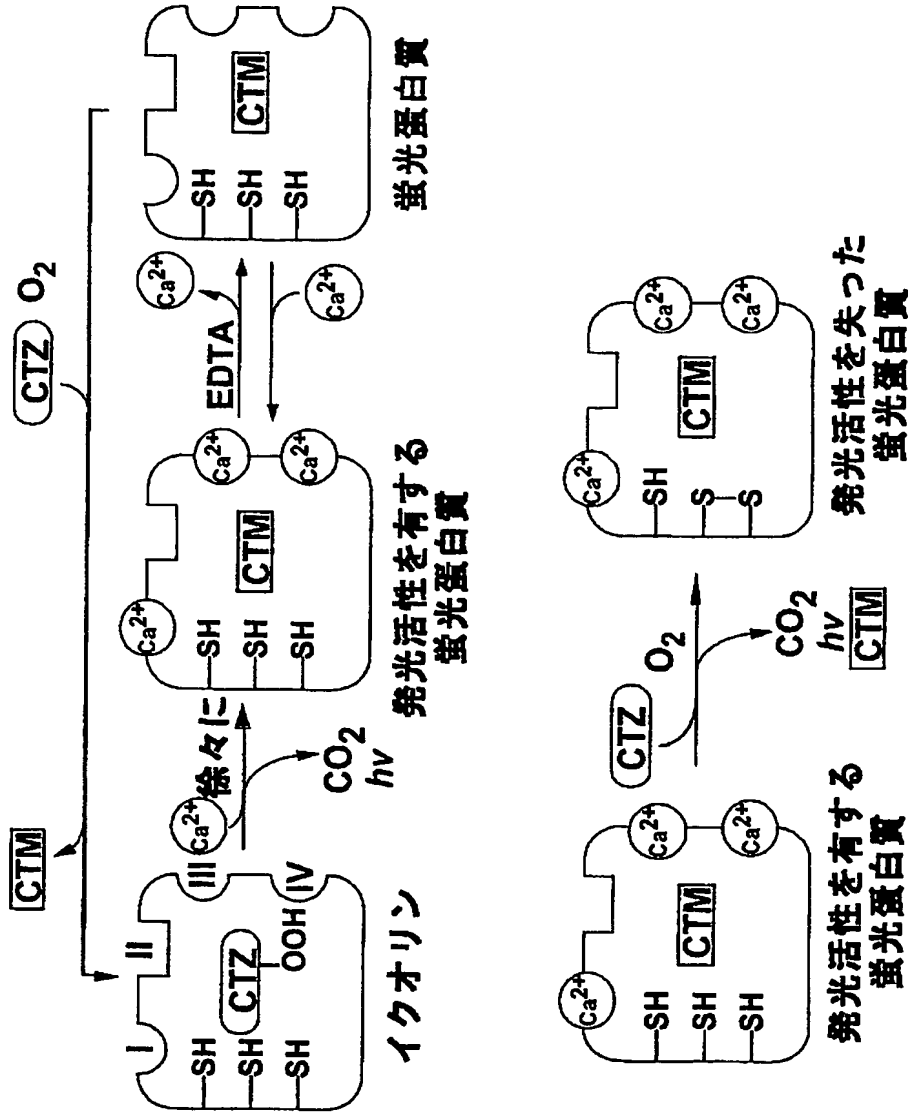 CTM
CTZ O2
I
II
III
IV
SH
SH
SH
CTZ
OOH
イクオリン
Ca2+
徐々に
CO2
hν
Ca2+
Ca2+
Ca2+
SH
SH
SH
CTM
発光活性を有する
蛍光蛋白質
EDTA
Ca2+
Ca2+
SH
SH
SH
CTM
蛍光蛋白質
Ca2+
Ca2+
Ca2+
SH
SH
SH
CTM
発光活性を有する
蛍光蛋白質
CTZ O2
CO2
hν
CTM
Ca2+
Ca2+
Ca2+
SH
S
S
CTM
発光活性を失った
蛍光蛋白質